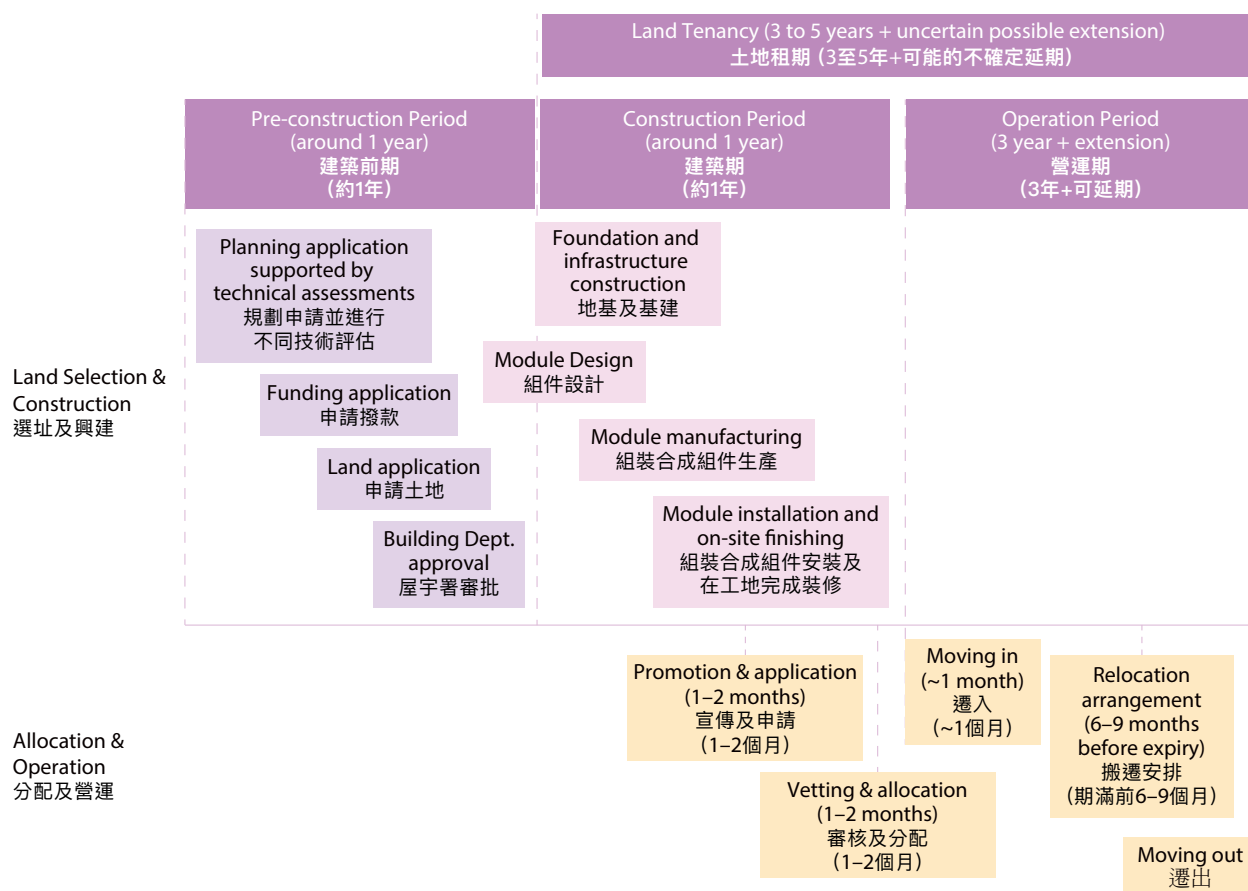 Land Tenancy (3 to 5 years + uncertain possible extension)
土地租期（3至5年+可能的不確定延期）
Pre-construction Period
(around 1 year)
建築前期
（約1年）
Construction Period
(around 1 year)
建築期
（約1年）
Operation Period
(3 year + extension)
營運期
（3年+可延期）
Land Selection &
Construction
選址及興建
Planning application
supported by
technical assessments
規劃申請並進行
不同技術評估
Funding application
申請撥款
Land application
申請土地
Building Dept.
approval
屋宇署審批
Foundation and
infrastructure
construction
地基及基建
Module Design
組件設計
Module manufacturing
組裝合成組件生產
Module installation and
on-site finishing
組裝合成組件安裝及
在工地完成裝修
Allocation &
Operation
分配及營運
Promotion & application
(1–2 months)
宣傳及申請
(1–2個月)
Vetting & allocation
(1–2 months)
審核及分配
(1–2個月)
Moving in
(~1 month)
遷入
(~1個月)
Relocation
arrangement
(6–9 months
before expiry)
搬遷安排
(期滿前6–9個月)
Moving out
遷出